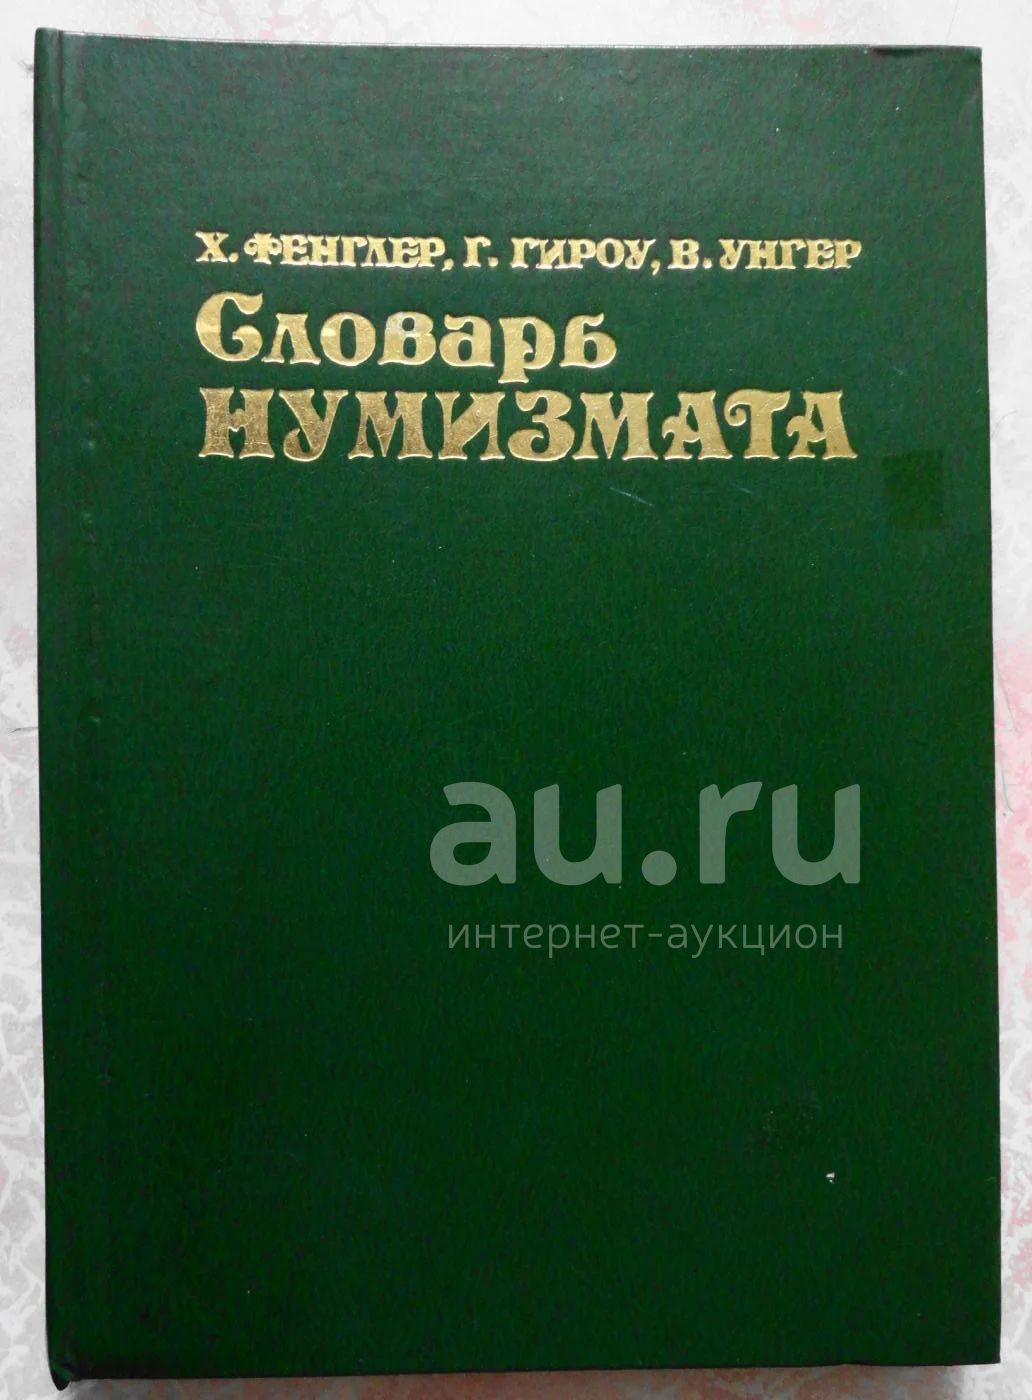 Х. ФЕНГЛЕР, Г. ГИРОУ, В. УНГЕР
Словарь
НУМИЗМАТА
au.ru
интернет-аукцион